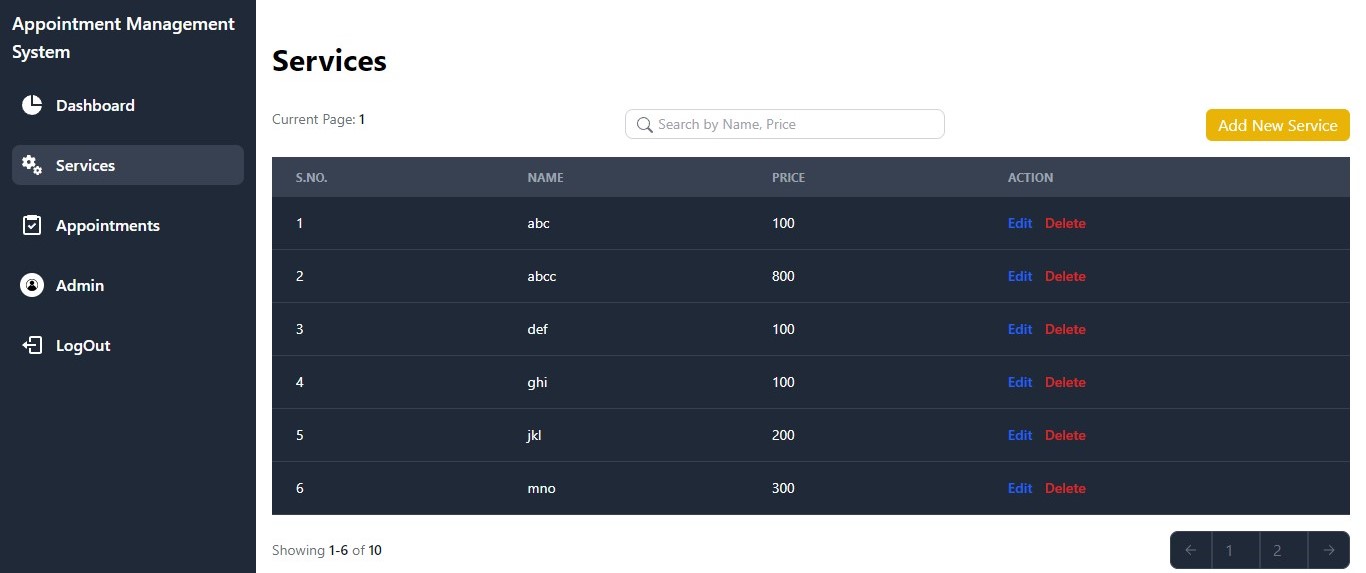 Appointment Management
System
Dashboard
Services
Appointments
Admin
LogOut
Services
Current Page: 1
Search by Name, Price
Add New Service
S.NO. NAME PRICE ACTION
1 abc 100 Edit Delete
2 abcc 800 Edit Delete
3 def 100 Edit Delete
4 ghi 100 Edit Delete
5 jkl 200 Edit Delete
6 mno 300 Edit Delete
Showing 1-6 of 10
← 1 2 →